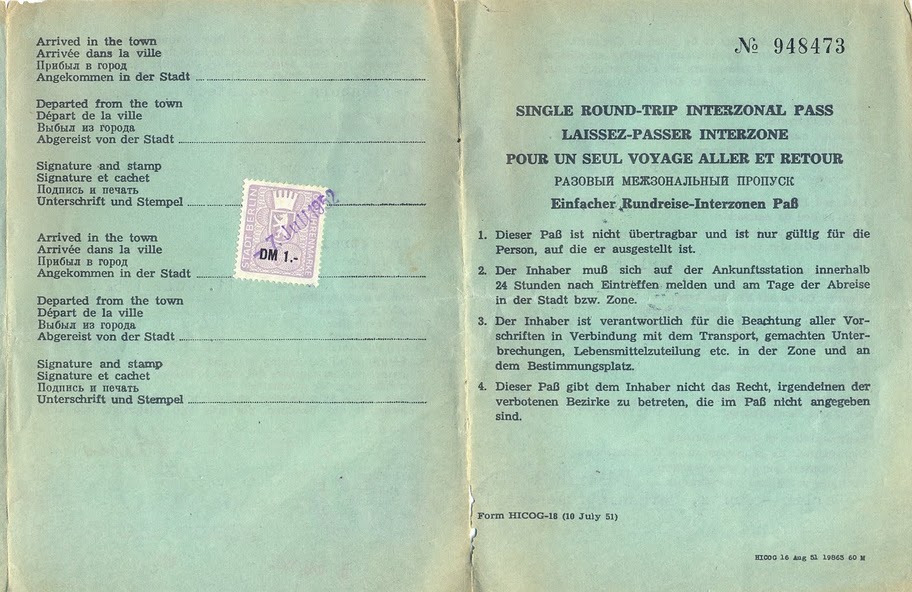 Arrived in the town
Arrivée dans la ville
Прибыл в город
Angekommen in der Stadt
Departed from the town
Départ de la ville
Выбыл из города
Abgereist von der Stadt
Signature and stamp
Signature et cachet
Подпись и печать
Unterschrift und Stempel
STADT BERLIN
GEBÜHRENMARKE
7. Juli 1952
DM 1.-
Arrived in the town
Arrivée dans la ville
Прибыл в город
Angekommen in der Stadt
Departed from the town
Départ de la ville
Выбыл из города
Abgereist von der Stadt
Signature and stamp
Signature et cachet
Подпись и печать
Unterschrift und Stempel
№ 948473
SINGLE ROUND-TRIP INTERZONAL PASS
LAISSEZ-PASSER INTERZONE
POUR UN SEUL VOYAGE ALLER ET RETOUR
РАЗОВЫЙ МЕЖЗОНАЛЬНЫЙ ПРОПУСК
Einfacher Rundreise-Interzonen Paß
1. Dieser Paß ist nicht übertragbar und ist nur gültig für die
Person, auf die er ausgestellt ist.
2. Der Inhaber muß sich auf der Ankunftsstation innerhalb
24 Stunden nach Eintreffen melden und am Tage der Abreise
in der Stadt bzw. Zone.
3. Der Inhaber ist verantwortlich für die Beachtung aller Vor-
schriften in Verbindung mit dem Transport, gemachten Unter-
brechungen, Lebensmittelzuteilung etc. in der Zone und an
dem Bestimmungsplatz.
4. Dieser Paß gibt dem Inhaber nicht das Recht, irgendeinen der
verbotenen Bezirke zu betreten, die im Paß nicht angegeben
sind.
Form HICOG-18 (10 July 51)
HICOG 16 Aug 51 19863 60 M